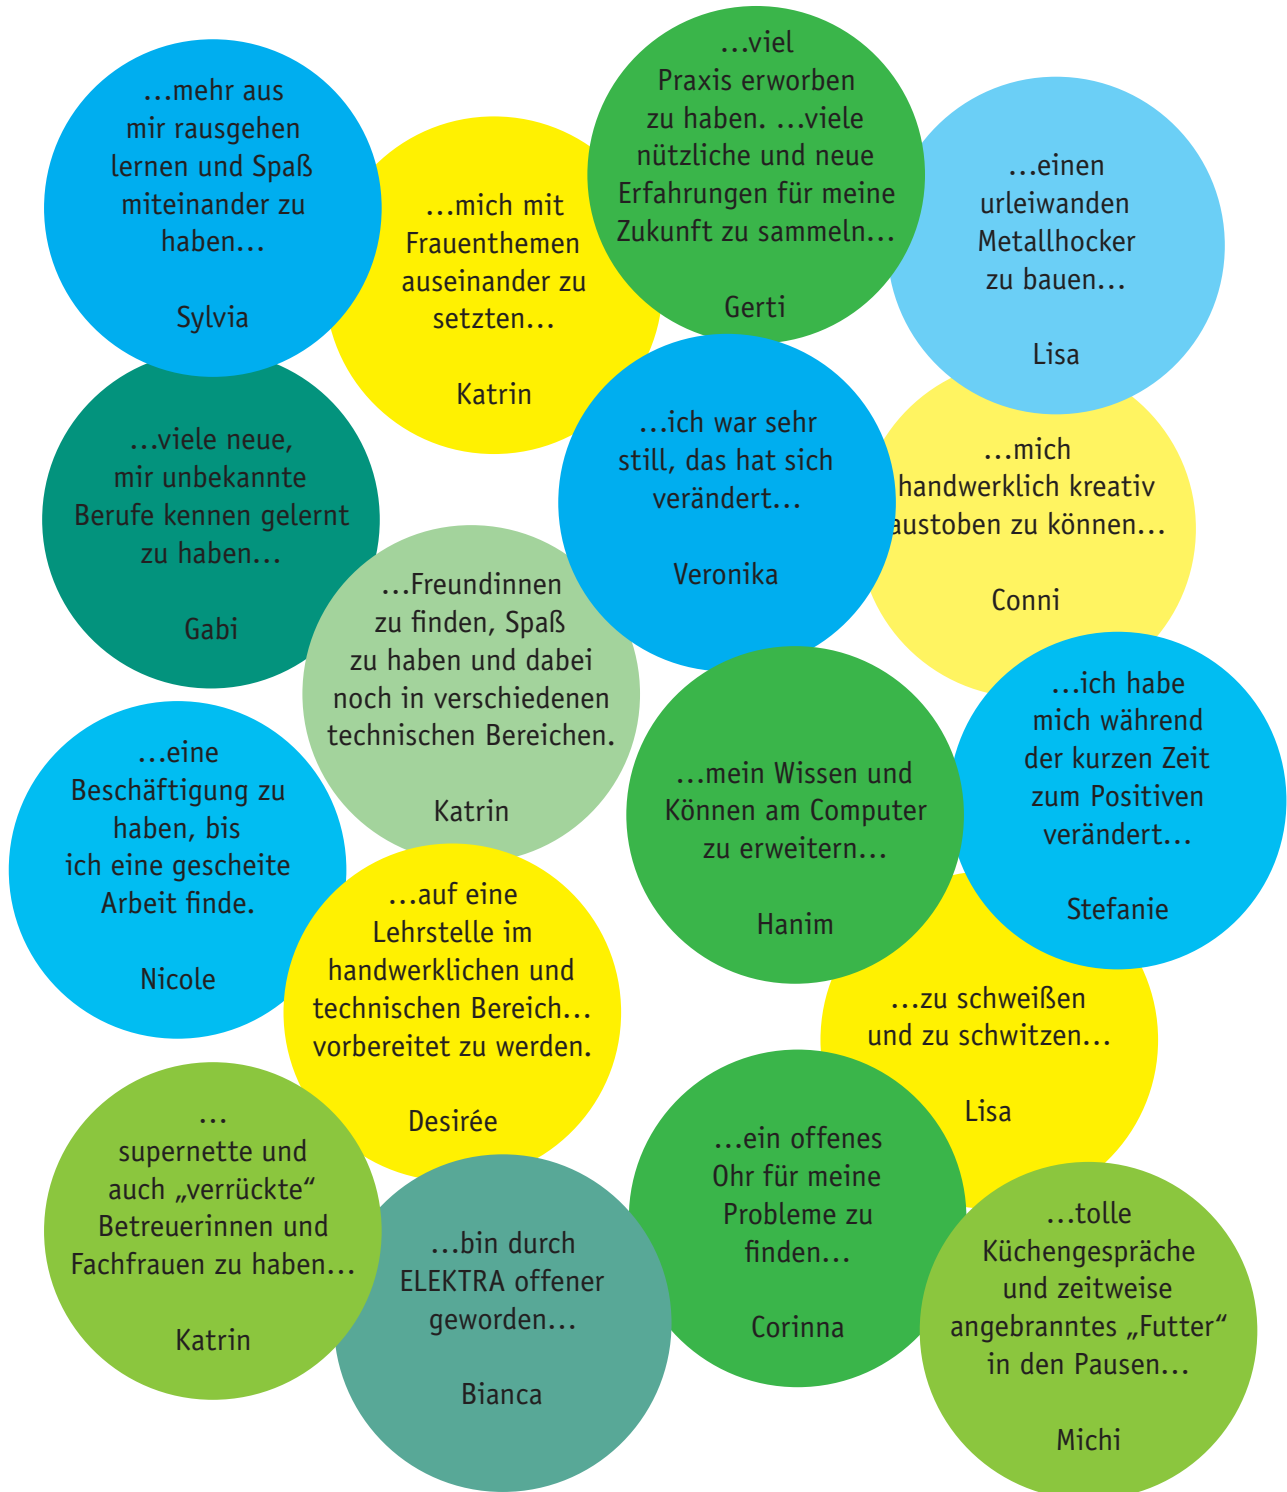 …mehr aus
mir rausgehen
lernen und Spaß
miteinander zu
haben…
Sylvia
…mich mit
Frauenthemen
auseinander zu
setzten…
Katrin
…viel
Praxis erworben
zu haben. …viele
nützliche und neue
Erfahrungen für meine
Zukunft zu sammeln…
Gerti
…einen
urleiwanden
Metallhocker
zu bauen…
Lisa
…viele neue,
mir unbekannte
Berufe kennen gelernt
zu haben…
Gabi
…Freundinnen
zu finden, Spaß
zu haben und dabei
noch in verschiedenen
technischen Bereichen.
Katrin
…ich war sehr
still, das hat sich
verändert…
Veronika
…mich
handwerklich kreativ
austoben zu können…
Conni
…eine
Beschäftigung zu
haben, bis
ich eine gescheite
Arbeit finde.
Nicole
…auf eine
Lehrstelle im
handwerklichen und
technischen Bereich…
vorbereitet zu werden.
Desirée
…mein Wissen und
Können am Computer
zu erweitern…
Hanim
…ich habe
mich während
der kurzen Zeit
zum Positiven
verändert…
Stefanie
…zu schweißen
und zu schwitzen…
Lisa
…
supernette und
auch „verrückte“
Betreuerinnen und
Fachfrauen zu haben…
Katrin
…bin durch
ELEKTRA offener
geworden…
Bianca
…ein offenes
Ohr für meine
Probleme zu
finden…
Corinna
…tolle
Küchengespräche
und zeitweise
angebranntes „Futter“
in den Pausen…
Michi